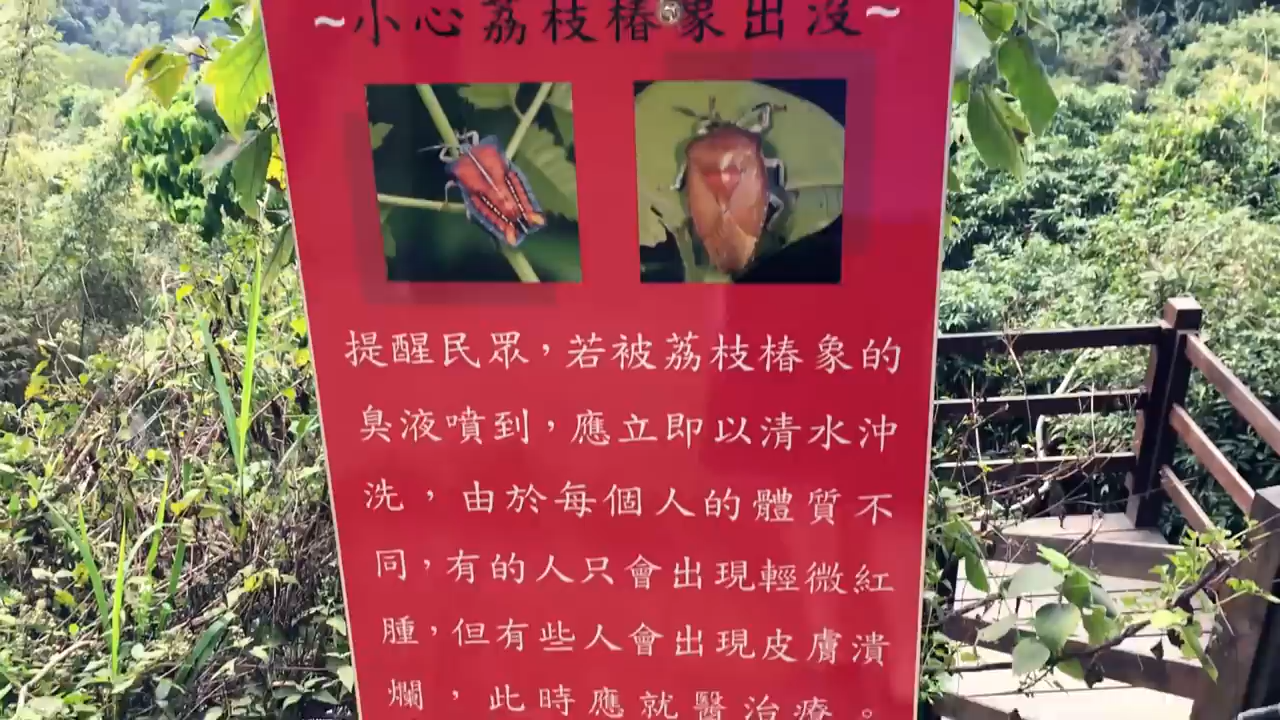 ~小心荔枝椿象出沒~
提醒民眾，若被荔枝椿象的
臭液噴到，應立即以清水沖
洗，由於每個人的體質不
同，有的人只會出現輕微紅
腫，但有些人會出現皮膚潰
爛，此時應就醫治療。